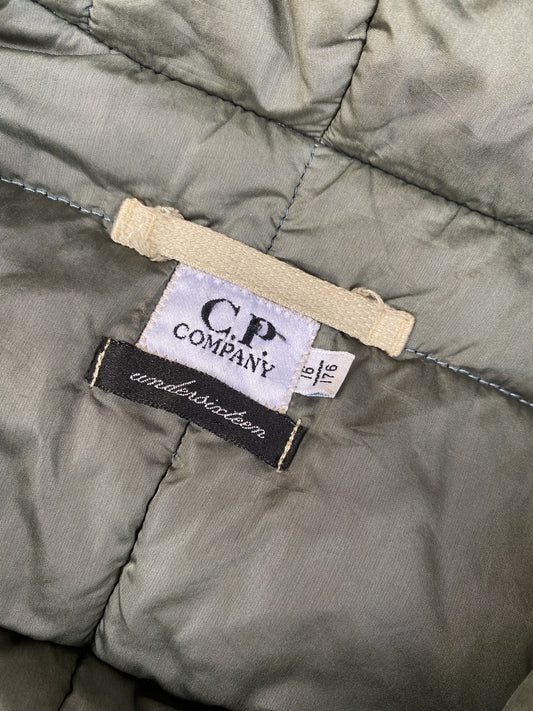 C.P.
COMPANY
undersixteen
16
176